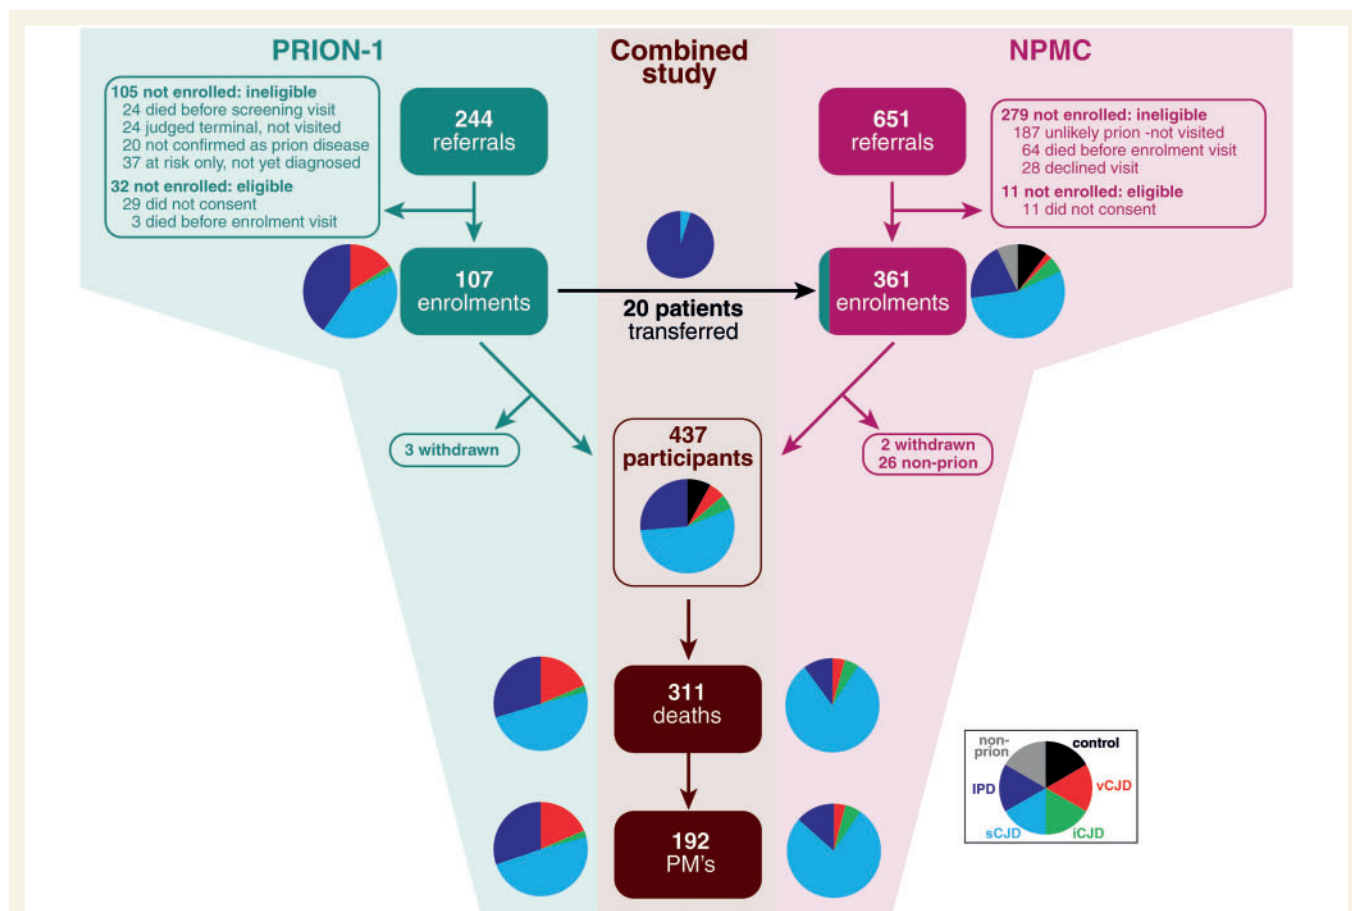 PRION-1
105 not enrolled: ineligible
24 died before screening visit
24 judged terminal, not visited
20 not confirmed as prion disease
37 at risk only, not yet diagnosed
32 not enrolled: eligible
29 did not consent
3 died before enrolment visit
244
referrals
107
enrolments
3 withdrawn
Combined
study
20 patients
transferred
437
participants
311
deaths
192
PM's
NPMC
651
referrals
279 not enrolled: ineligible
187 unlikely prion -not visited
64 died before enrolment visit
28 declined visit
11 not enrolled: eligible
11 did not consent
361
enrolments
2 withdrawn
26 non-prion
non-
prion
control
IPD
vCJD
sCJD
iCJD